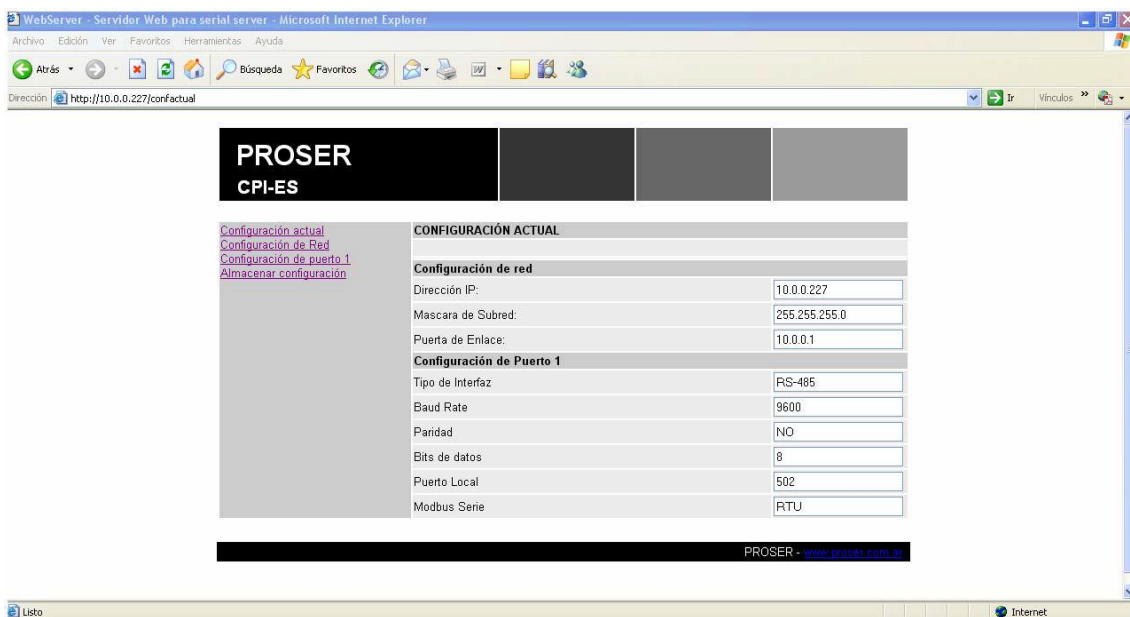 WebServer - Servidor Web para serial server - Microsoft Internet Explorer
Archivo Edición Ver Favoritos Herramientas Ayuda
Atrás Búsqueda Favoritos
Dirección http://10.0.0.227/confactual Ir Vínculos »
PROSER
CPI-ES
Configuración actual
Configuración de Red
Configuración de puerto 1
Almacenar configuración
CONFIGURACIÓN ACTUAL
Configuración de red
Dirección IP: 10.0.0.227
Mascara de Subred: 255.255.255.0
Puerta de Enlace: 10.0.0.1
Configuración de Puerto 1
Tipo de Interfaz RS-485
Baud Rate 9600
Paridad NO
Bits de datos 8
Puerto Local 502
Modbus Serie RTU
PROSER - www.proser.com.ar
Listo Internet